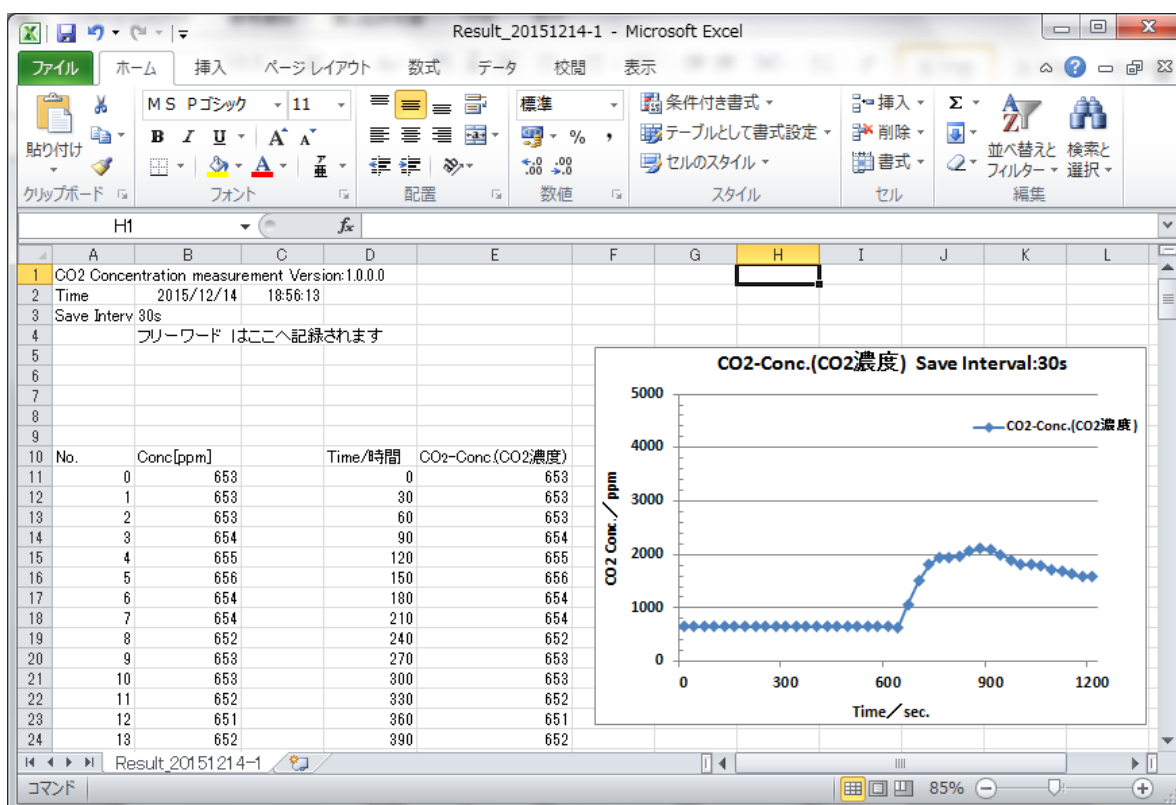 Result_20151214-1 - Microsoft Excel
ファイル ホーム 挿入 ページ レイアウト 数式 データ 校閲 表示
貼り付け
MS Pゴシック 11
B I U A A
標準
% ,
条件付き書式
テーブルとして書式設定
セルのスタイル
挿入
削除
書式
Σ
並べ替えと
フィルター
検索と
選択
クリップボード フォント 配置 数値 スタイル セル 編集
H1 fx
A B C D E F G H I J K L
1 CO2 Concentration measurement Version:1.0.0.0
2 Time 2015/12/14 18:56:13
3 Save Interv 30s
4 フリーワード はここへ記録されます
5
6
7
8
9
10 No. Conc[ppm] Time/時間 CO2-Conc.(CO2濃度)
11 0 653 0 653
12 1 653 30 653
13 2 653 60 653
14 3 654 90 654
15 4 655 120 655
16 5 656 150 656
17 6 654 180 654
18 7 654 210 654
19 8 652 240 652
20 9 653 270 653
21 10 653 300 653
22 11 652 330 652
23 12 651 360 651
24 13 652 390 652
CO2-Conc.(CO2濃度) Save Interval:30s
CO2-Conc.(CO2濃度)
CO2 Conc.／ppm
5000
4000
3000
2000
1000
0
0 300 600 900 1200
Time／sec.
Result_20151214-1
コマンド 85%